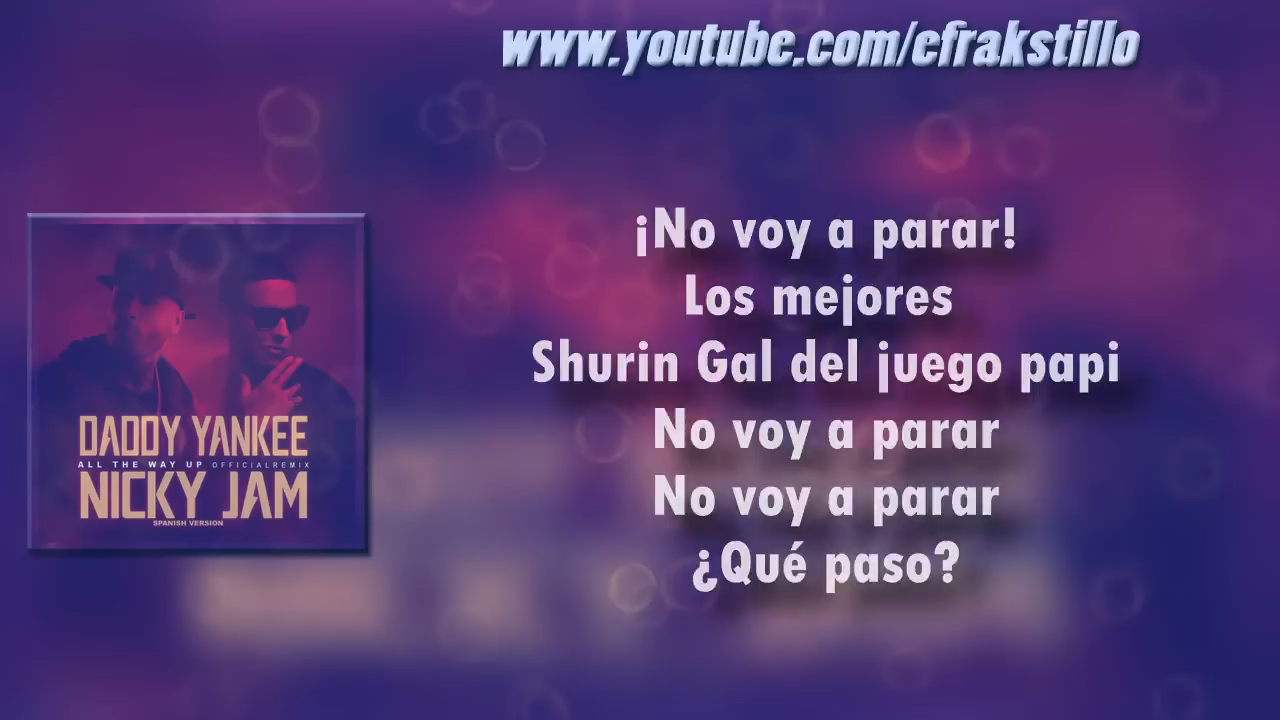 www.youtube.com/efrakstillo
¡No voy a parar!
Los mejores
Shurin Gal del juego papi
No voy a parar
No voy a parar
¿Qué paso?
DADDY YANKEE
ALL THE WAY UP OFFICIALREMIX
NICKY JAM
SPANISH VERSION